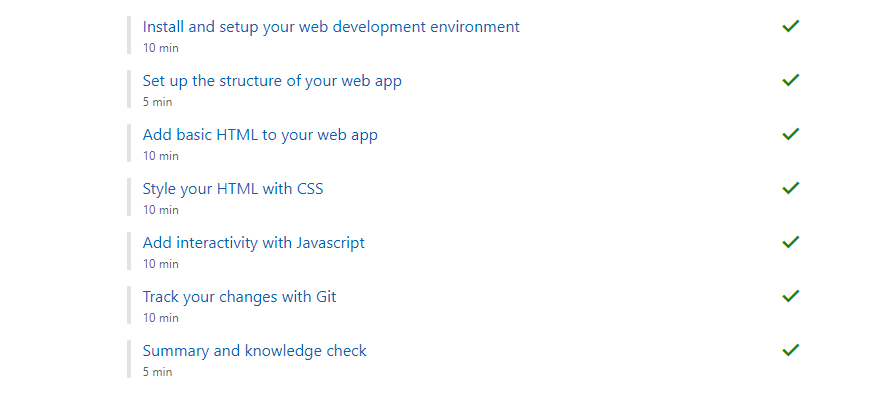 Install and setup your web development environment
10 min
Set up the structure of your web app
5 min
Add basic HTML to your web app
10 min
Style your HTML with CSS
10 min
Add interactivity with Javascript
10 min
Track your changes with Git
10 min
Summary and knowledge check
5 min